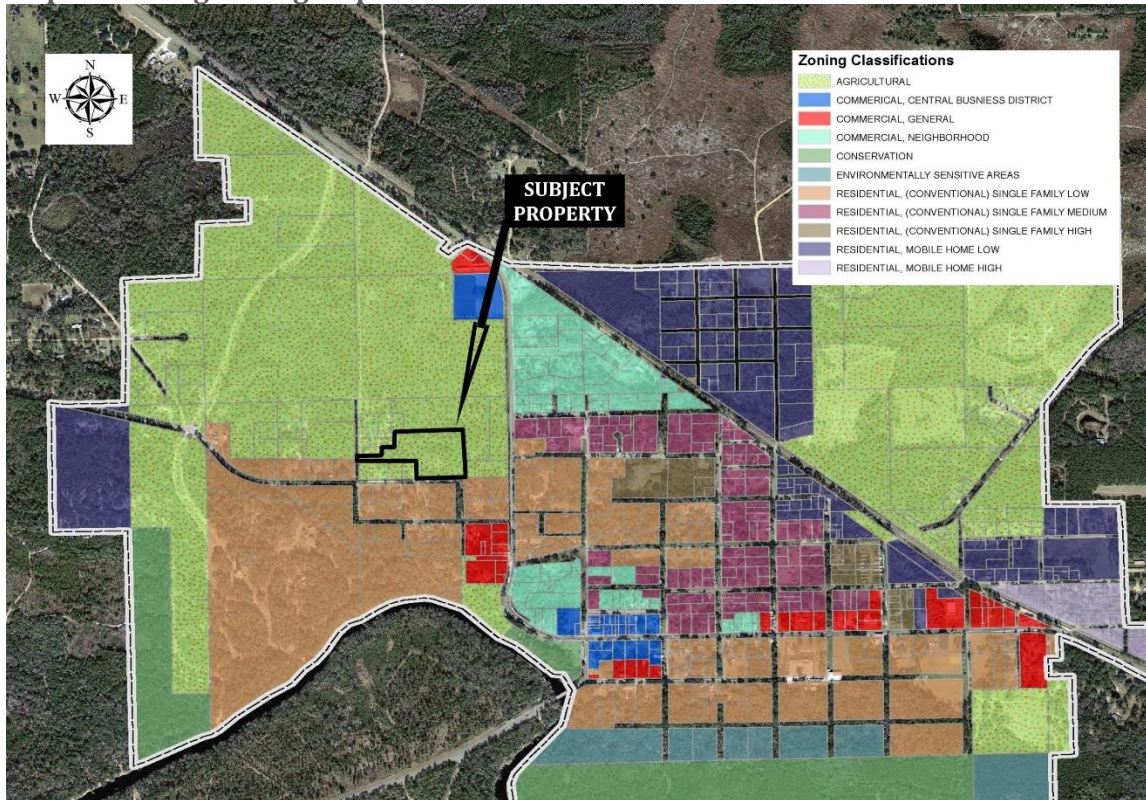 N
W E
S
Zoning Classifications
AGRICULTURAL
COMMERICAL, CENTRAL BUSNIESS DISTRICT
COMMERCIAL, GENERAL
COMMERCIAL, NEIGHBORHOOD
CONSERVATION
ENVIRONMENTALLY SENSITIVE AREAS
RESIDENTIAL, (CONVENTIONAL) SINGLE FAMILY LOW
RESIDENTIAL, (CONVENTIONAL) SINGLE FAMILY MEDIUM
RESIDENTIAL, (CONVENTIONAL) SINGLE FAMILY HIGH
RESIDENTIAL, MOBILE HOME LOW
RESIDENTIAL, MOBILE HOME HIGH
SUBJECT
PROPERTY